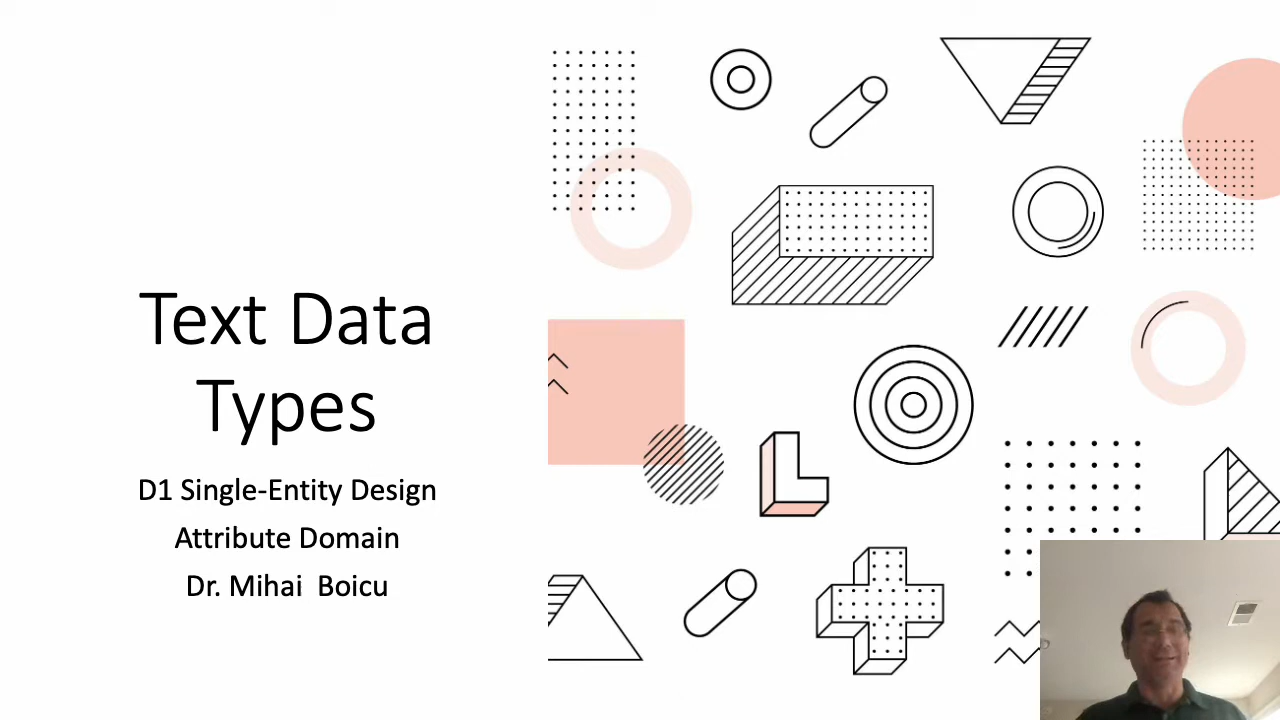 Text Data
Types
D1 Single-Entity Design
Attribute Domain
Dr. Mihai Boicu